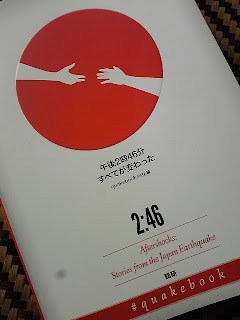 午後2時46分
すべてが変わった
2:46
Aftershocks:
Stories from the Japan Earthquake
#quakebook